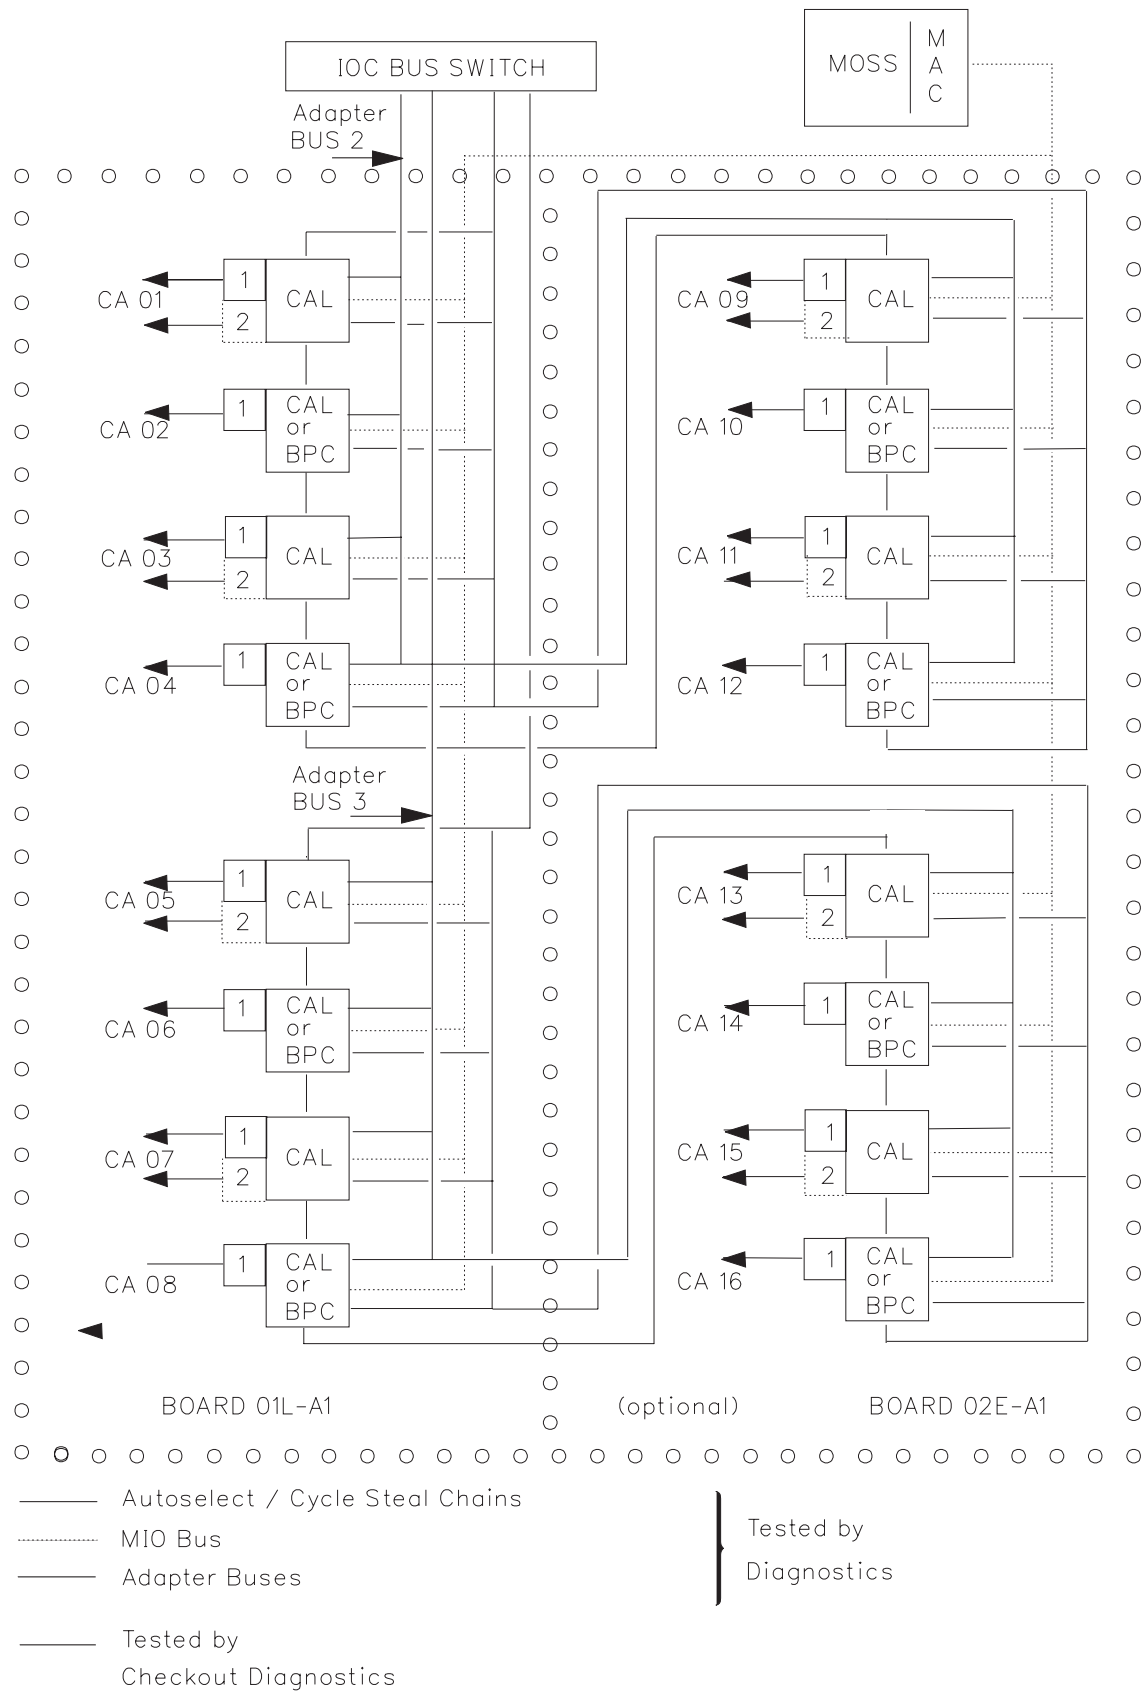 IOC BUS SWITCH
MOSS
M
A
C
Adapter
BUS 2
1
CA 01
2
CAL
1
CA 02
CAL
or
BPC
1
CA 03
2
CAL
1
CA 04
CAL
or
BPC
Adapter
BUS 3
1
CA 05
2
CAL
1
CA 06
CAL
or
BPC
1
CA 07
2
CAL
1
CA 08
CAL
or
BPC
1
CA 09
2
CAL
1
CA 10
CAL
or
BPC
1
CA 11
2
CAL
1
CA 12
CAL
or
BPC
1
CA 13
2
CAL
1
CA 14
CAL
or
BPC
1
CA 15
2
CAL
1
CA 16
CAL
or
BPC
BOARD 01L-A1
(optional)
BOARD 02E-A1
Autoselect / Cycle Steal Chains
MIO Bus
Adapter Buses
Tested by
Diagnostics
Tested by
Checkout Diagnostics